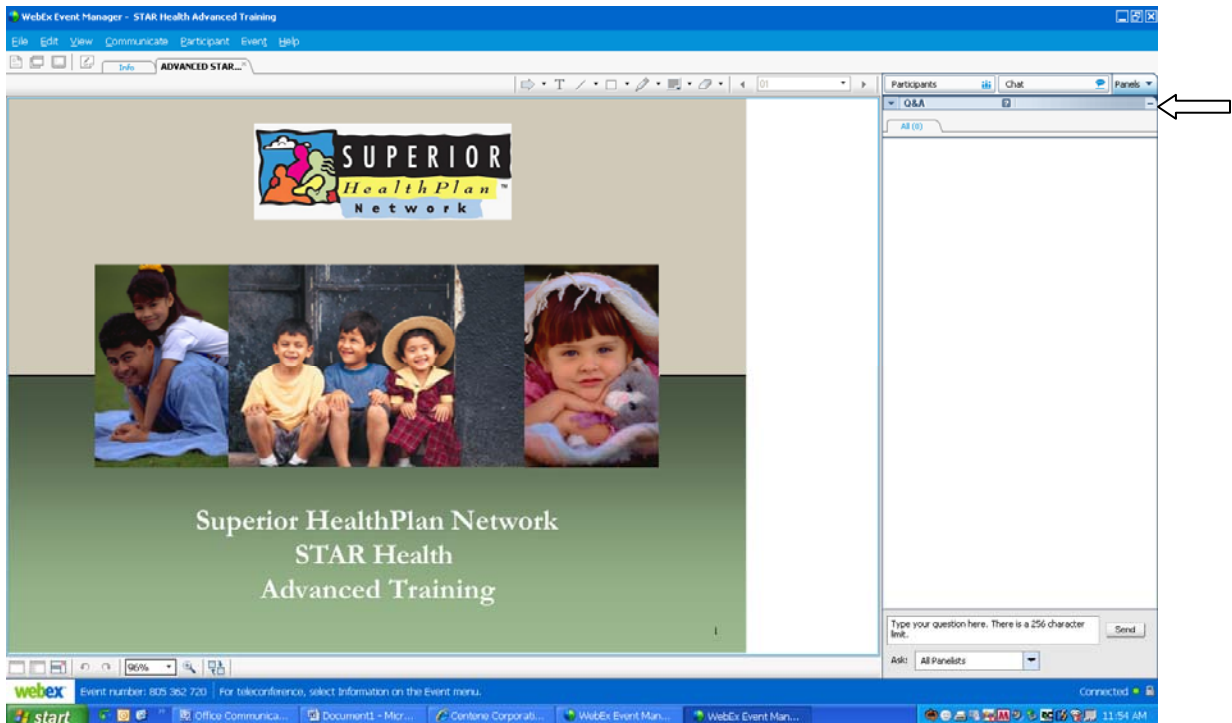 WebEx Event Manager - STAR Health Advanced Training
File Edit View Communicate Participant Event Help
Info ADVANCED STAR...
T 01 Participants Chat Panels
Q&A
All (0)
SUPERIOR
HealthPlan ™
Network
Superior HealthPlan Network
STAR Health
Advanced Training
1
Type your question here. There is a 256 character
limit.
Send
Ask: All Panelists
96%
webex Event number: 805 362 720 For teleconference, select Information on the Event menu. Connected
start Office Communica... Document1 - Micr... Centene Corporati... WebEx Event Man... WebEx Event Man... 11:54 AM